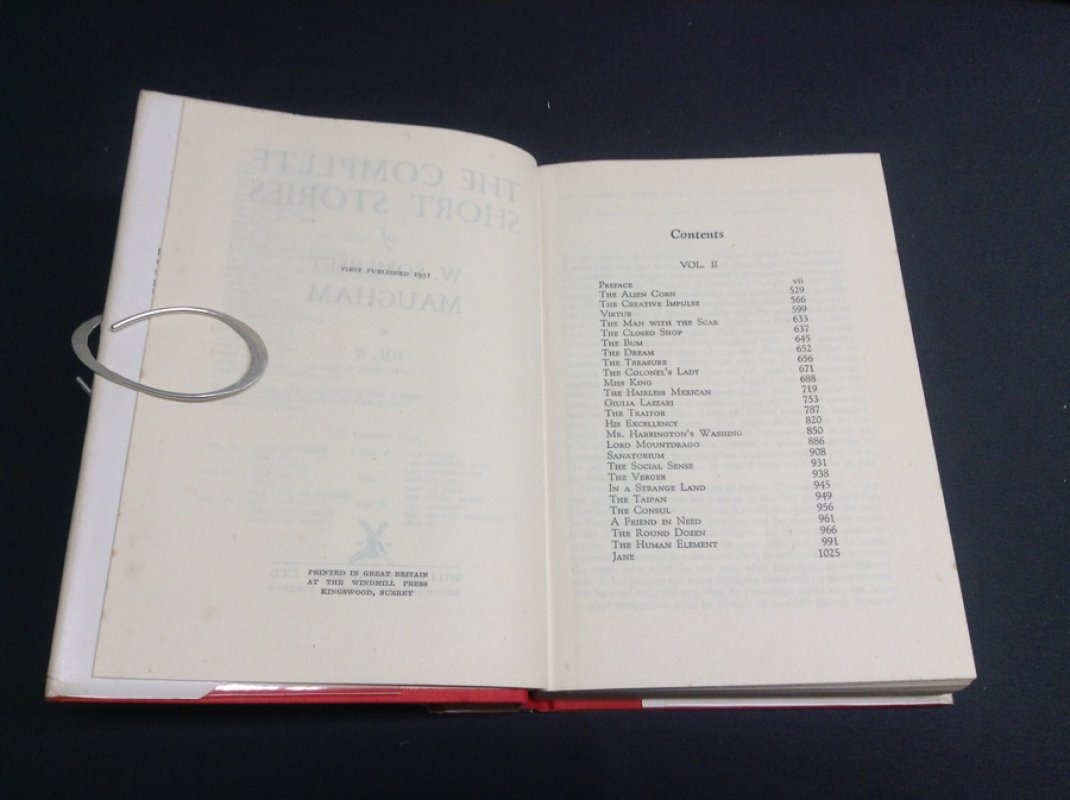 THE COMPLETE
SHORT STORIES
of
W. SOMERSET
FIRST PUBLISHED 1951
MAUGHAM
VOL. II
PRINTED IN GREAT BRITAIN
AT THE WINDMILL PRESS
KINGSWOOD, SURREY
Contents
VOL. II
PREFACE vii
THE ALIEN CORN 529
THE CREATIVE IMPULSE 566
VIRTUE 599
THE MAN WITH THE SCAR 633
THE CLOSED SHOP 637
THE BUM 645
THE DREAM 652
THE TREASURE 656
THE COLONEL'S LADY 671
MISS KING 688
THE HAIRLESS MEXICAN 719
GIULIA LAZZARI 753
THE TRAITOR 787
HIS EXCELLENCY 820
MR. HARRINGTON'S WASHING 850
LORD MOUNTDRAGO 886
SANATORIUM 908
THE SOCIAL SENSE 931
THE VERGER 938
IN A STRANGE LAND 945
THE TAIPAN 949
THE CONSUL 956
A FRIEND IN NEED 961
THE ROUND DOZEN 966
THE HUMAN ELEMENT 991
JANE 1025